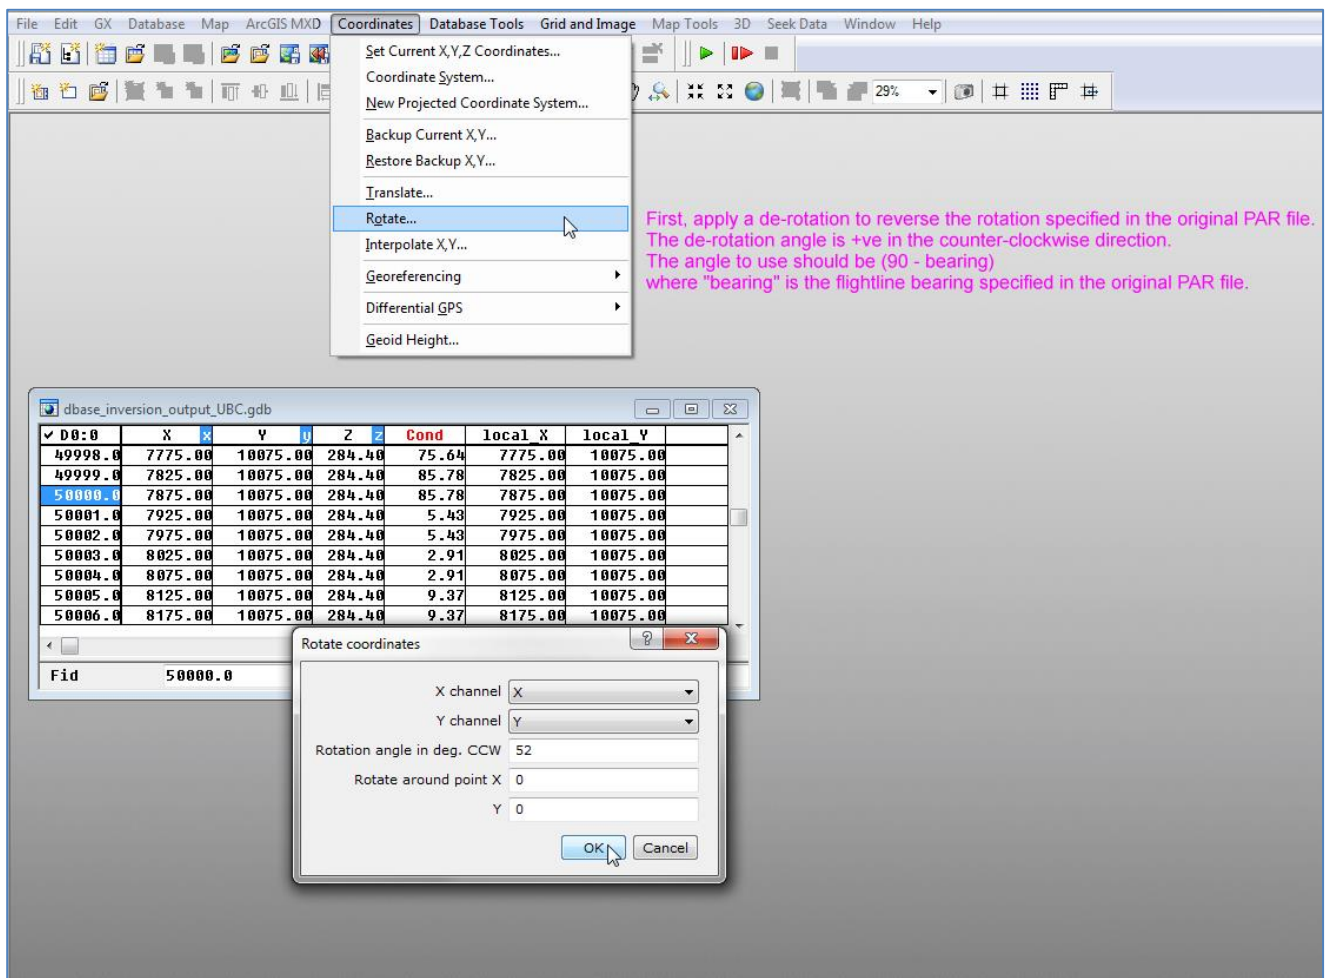 File Edit GX Database Map ArcGIS MXD Coordinates Database Tools Grid and Image Map Tools 3D Seek Data Window Help
Set Current X,Y,Z Coordinates...
Coordinate System...
New Projected Coordinate System...
29%
Backup Current X,Y...
Restore Backup X,Y...
Translate...
Rotate...
Interpolate X,Y...
Georeferencing
Differential GPS
Geoid Height...
First, apply a de-rotation to reverse the rotation specified in the original PAR file.
The de-rotation angle is +ve in the counter-clockwise direction.
The angle to use should be (90 - bearing)
where "bearing" is the flightline bearing specified in the original PAR file.
dbase_inversion_output_UBC.gdb
D0:0 X x Y y Z z Cond local_X local_Y
49998.0 7775.00 10075.00 284.40 75.64 7775.00 10075.00
49999.0 7825.00 10075.00 284.40 85.78 7825.00 10075.00
50000.0 7875.00 10075.00 284.40 85.78 7875.00 10075.00
50001.0 7925.00 10075.00 284.40 5.43 7925.00 10075.00
50002.0 7975.00 10075.00 284.40 5.43 7975.00 10075.00
50003.0 8025.00 10075.00 284.40 2.91 8025.00 10075.00
50004.0 8075.00 10075.00 284.40 2.91 8075.00 10075.00
50005.0 8125.00 10075.00 284.40 9.37 8125.00 10075.00
50006.0 8175.00 10075.00 284.40 9.37 8175.00 10075.00
Fid 50000.0
Rotate coordinates
X channel X
Y channel Y
Rotation angle in deg. CCW 52
Rotate around point X 0
Y 0
OK Cancel